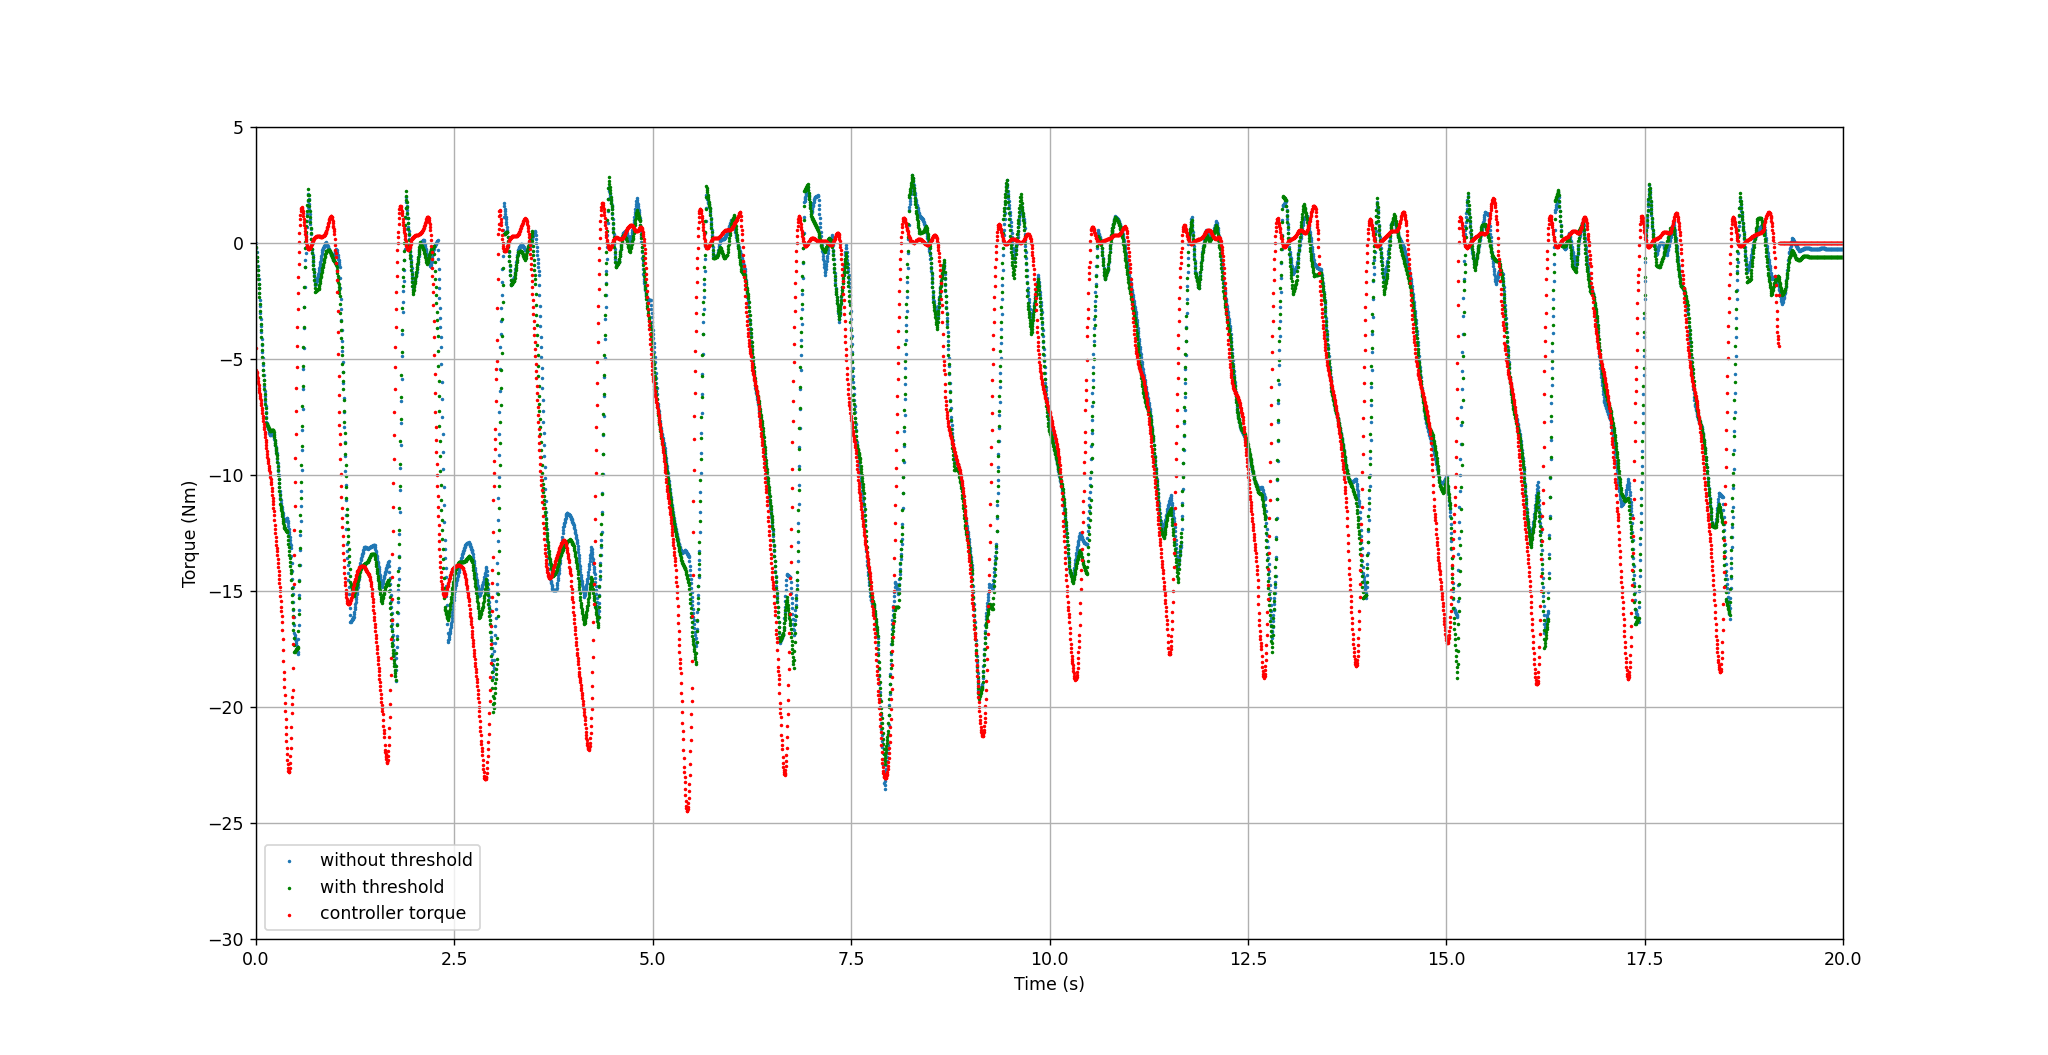 5
0
−5
−10
−15
−20
−25
−30
Torque (Nm)
without threshold
with threshold
controller torque
0.0 2.5 5.0 7.5 10.0 12.5 15.0 17.5 20.0
Time (s)